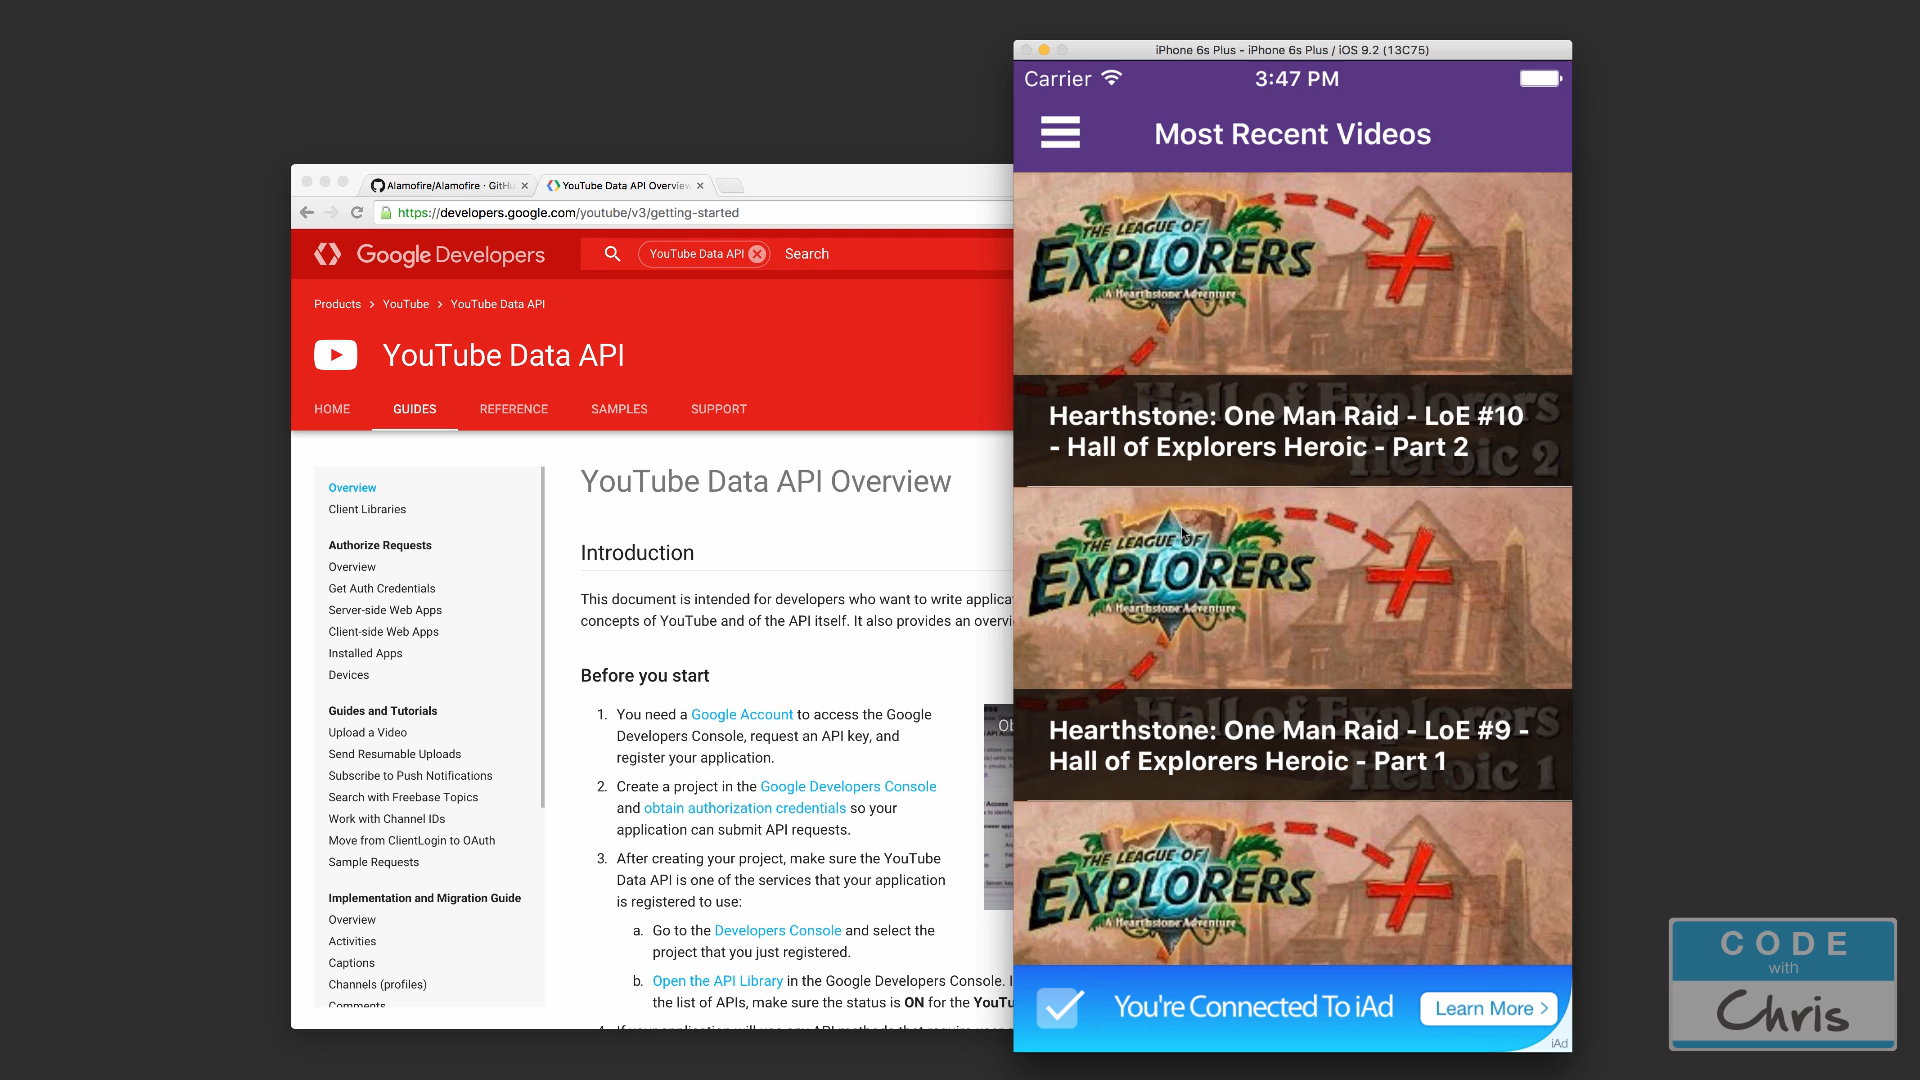 Alamofire/Alamofire · GitHu
YouTube Data API Overview
https://developers.google.com/youtube/v3/getting-started
Google Developers
YouTube Data API
Search
Products > YouTube > YouTube Data API
YouTube Data API
HOME
GUIDES
REFERENCE
SAMPLES
SUPPORT
Overview
Client Libraries
Authorize Requests
Overview
Get Auth Credentials
Server-side Web Apps
Client-side Web Apps
Installed Apps
Devices
Guides and Tutorials
Upload a Video
Send Resumable Uploads
Subscribe to Push Notifications
Search with Freebase Topics
Work with Channel IDs
Move from ClientLogin to OAuth
Sample Requests
Implementation and Migration Guide
Overview
Activities
Captions
Channels (profiles)
Comments
YouTube Data API Overview
Introduction
This document is intended for developers who want to write applicat
concepts of YouTube and of the API itself. It also provides an overvi
Before you start
1. You need a Google Account to access the Google
Developers Console, request an API key, and
register your application.
2. Create a project in the Google Developers Console
and obtain authorization credentials so your
application can submit API requests.
3. After creating your project, make sure the YouTube
Data API is one of the services that your application
is registered to use:
a. Go to the Developers Console and select the
project that you just registered.
b. Open the API Library in the Google Developers Console. I
the list of APIs, make sure the status is ON for the YouTu
iPhone 6s Plus - iPhone 6s Plus / iOS 9.2 (13C75)
Carrier
3:47 PM
Most Recent Videos
THE LEAGUE OF
EXPLORERS
A Hearthstone Adventure
Hall of Explorers
Heroic 2
Hearthstone: One Man Raid - LoE #10
- Hall of Explorers Heroic - Part 2
THE LEAGUE OF
EXPLORERS
A Hearthstone Adventure
Hall of Explorers
Heroic 1
Hearthstone: One Man Raid - LoE #9 -
Hall of Explorers Heroic - Part 1
THE LEAGUE OF
EXPLORERS
A Hearthstone Adventure
You're Connected To iAd
Learn More >
iAd
CODE
with
Chris